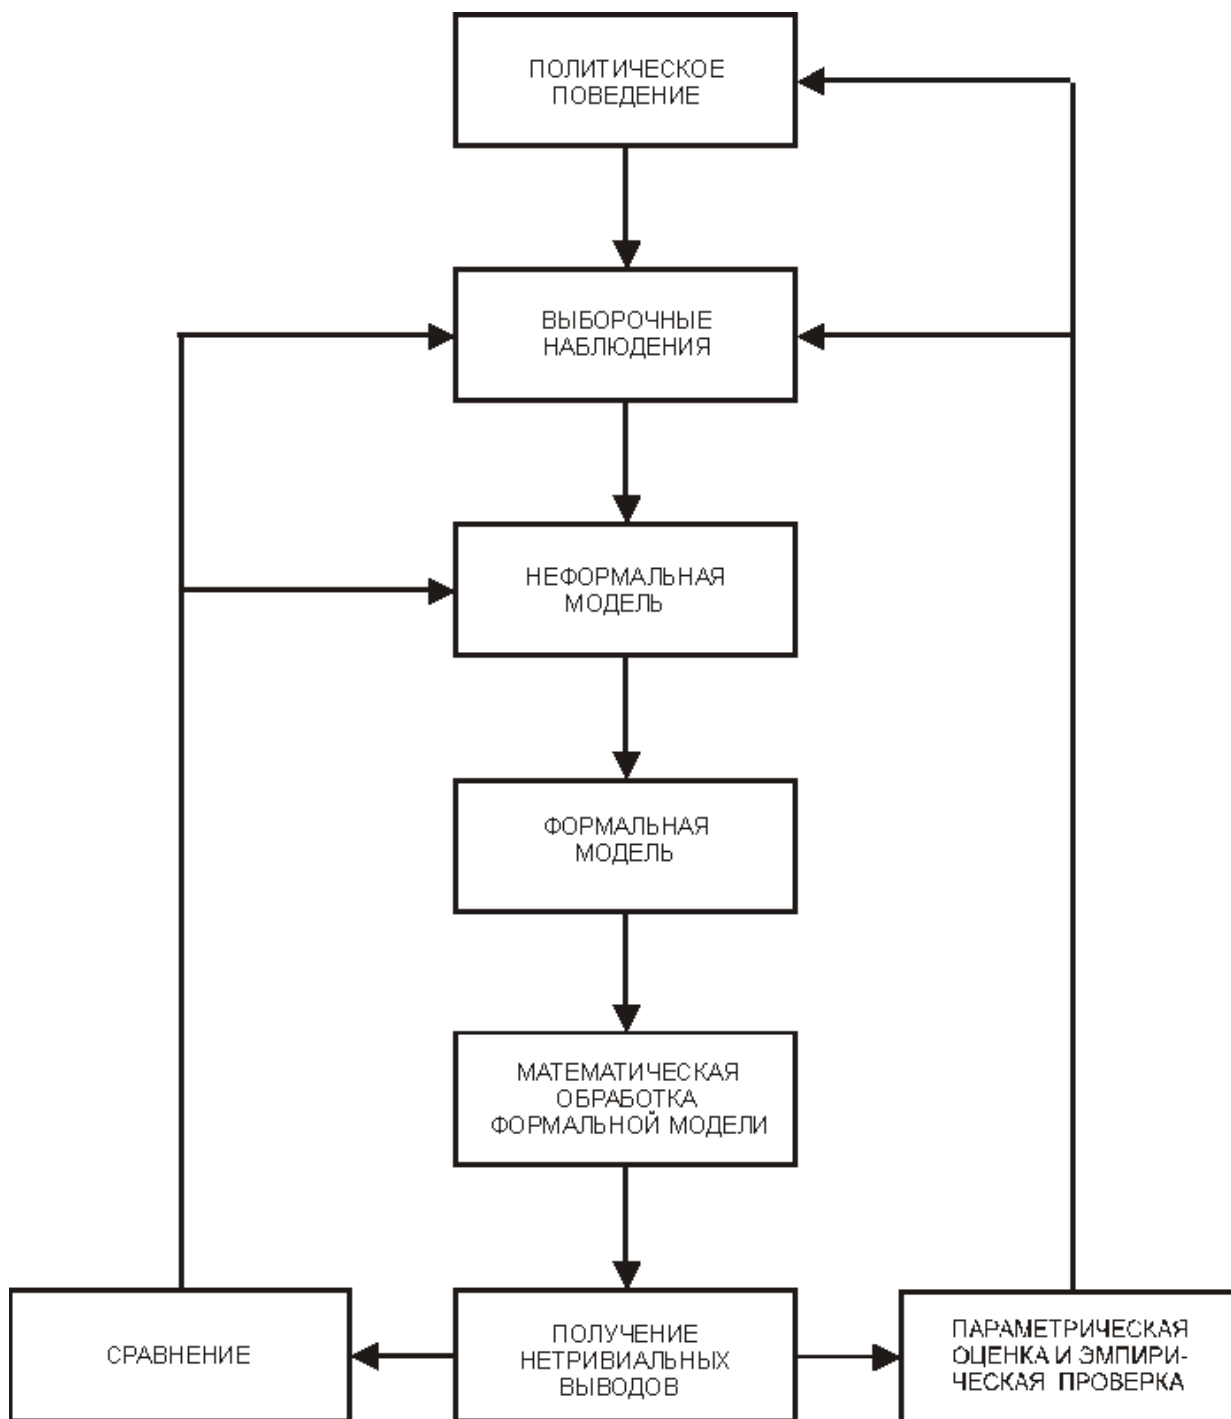 ПОЛИТИЧЕСКОЕ
ПОВЕДЕНИЕ
ВЫБОРОЧНЫЕ
НАБЛЮДЕНИЯ
НЕФОРМАЛЬНАЯ
МОДЕЛЬ
ФОРМАЛЬНАЯ
МОДЕЛЬ
МАТЕМАТИЧЕСКАЯ
ОБРАБОТКА
ФОРМАЛЬНОЙ МОДЕЛИ
СРАВНЕНИЕ
ПОЛУЧЕНИЕ
НЕТРИВИАЛЬНЫХ
ВЫВОДОВ
ПАРАМЕТРИЧЕСКАЯ
ОЦЕНКА И ЭМПИРИ-
ЧЕСКАЯ ПРОВЕРКА